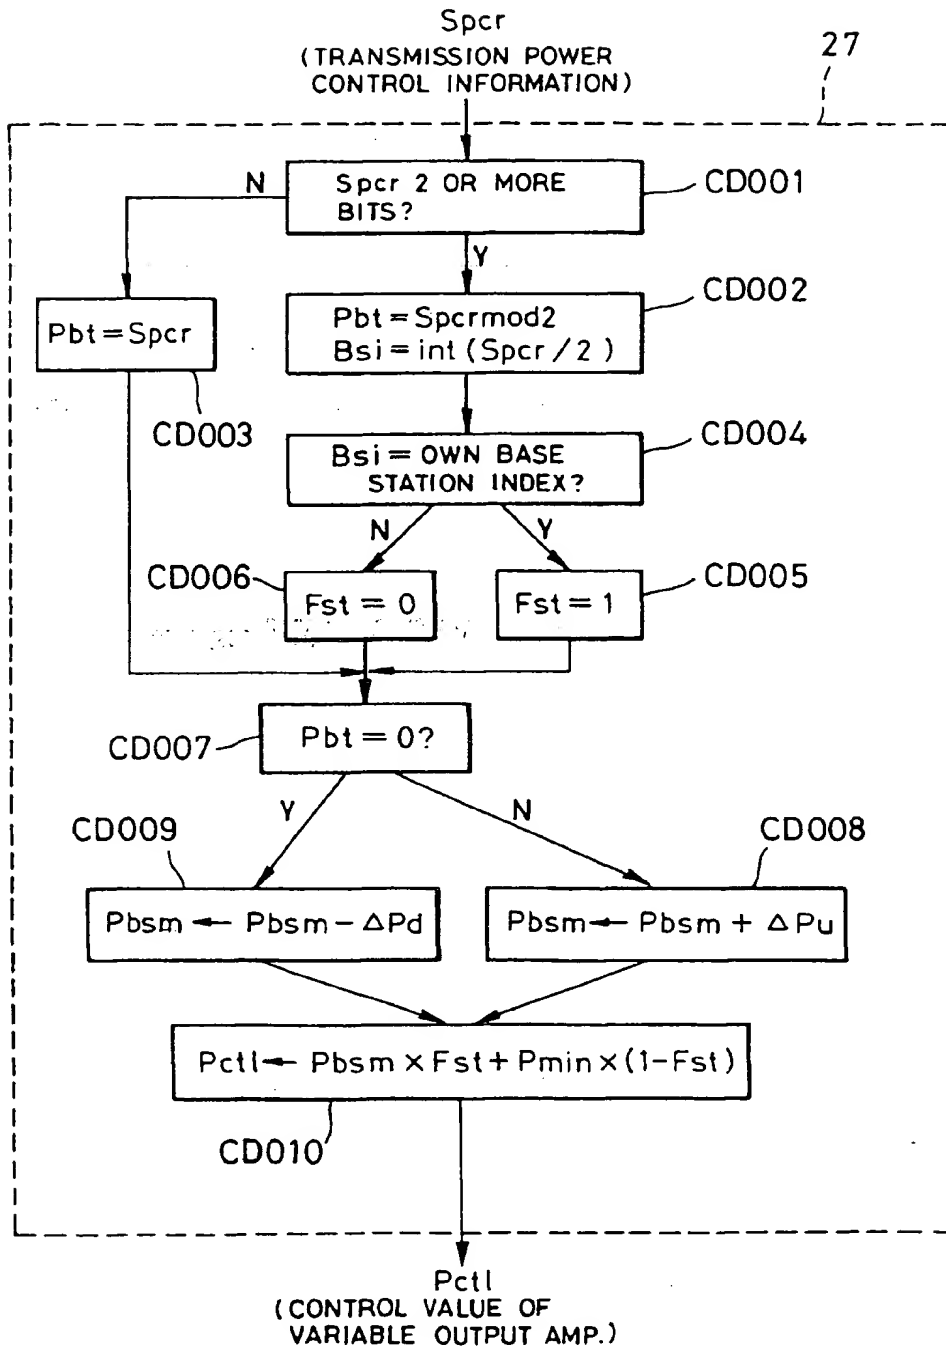 Spcr
(TRANSMISSION POWER
CONTROL INFORMATION)
27
Spcr 2 OR MORE
BITS?
CD001
N
Y
Pbt=Spcrmod2
Bsi=int(Spcr/2)
CD002
Pbt=Spcr
CD003
Bsi=OWN BASE
STATION INDEX?
CD004
N
Y
CD006
Fst=0
Fst=1
CD005
CD007
Pbt=0?
Y
N
CD009
CD008
Pbsm ← Pbsm - ΔPd
Pbsm ← Pbsm + ΔPu
Pctl ← Pbsm × Fst + Pmin × (1-Fst)
CD010
Pctl
(CONTROL VALUE OF
VARIABLE OUTPUT AMP.)